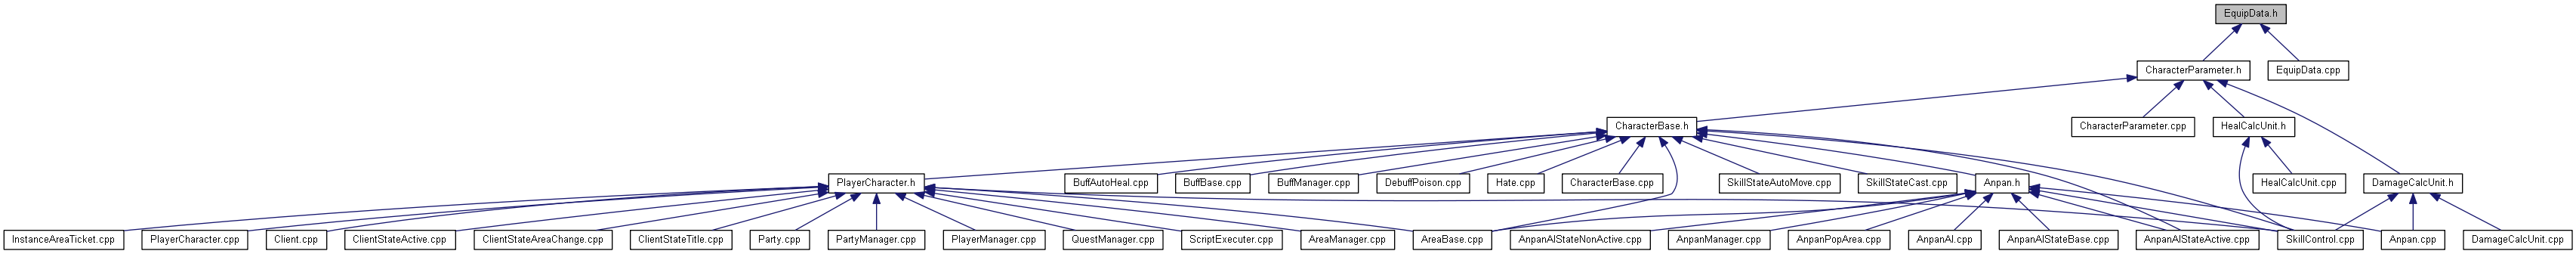 EquipData.h
CharacterParameter.h
EquipData.cpp
CharacterBase.h
CharacterParameter.cpp
HealCalcUnit.h
PlayerCharacter.h
BuffAutoHeal.cpp
BuffBase.cpp
BuffManager.cpp
DebuffPoison.cpp
Hate.cpp
CharacterBase.cpp
SkillStateAutoMove.cpp
SkillStateCast.cpp
Anpan.h
HealCalcUnit.cpp
DamageCalcUnit.h
InstanceAreaTicket.cpp
PlayerCharacter.cpp
Client.cpp
ClientStateActive.cpp
ClientStateAreaChange.cpp
ClientStateTitle.cpp
Party.cpp
PartyManager.cpp
PlayerManager.cpp
QuestManager.cpp
ScriptExecuter.cpp
AreaManager.cpp
AreaBase.cpp
AnpanAIStateNonActive.cpp
AnpanManager.cpp
AnpanPopArea.cpp
AnpanAI.cpp
AnpanAIStateBase.cpp
AnpanAIStateActive.cpp
SkillControl.cpp
Anpan.cpp
DamageCalcUnit.cpp